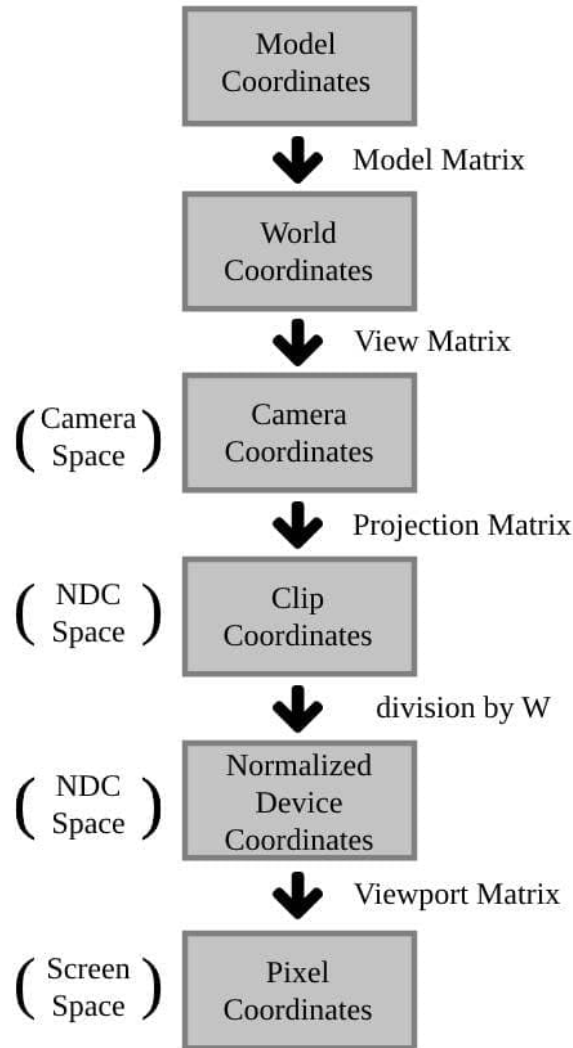 Model
Coordinates
Model Matrix
World
Coordinates
View Matrix
( Camera
Space )
Camera
Coordinates
Projection Matrix
( NDC
Space )
Clip
Coordinates
division by W
( NDC
Space )
Normalized
Device
Coordinates
Viewport Matrix
( Screen
Space )
Pixel
Coordinates